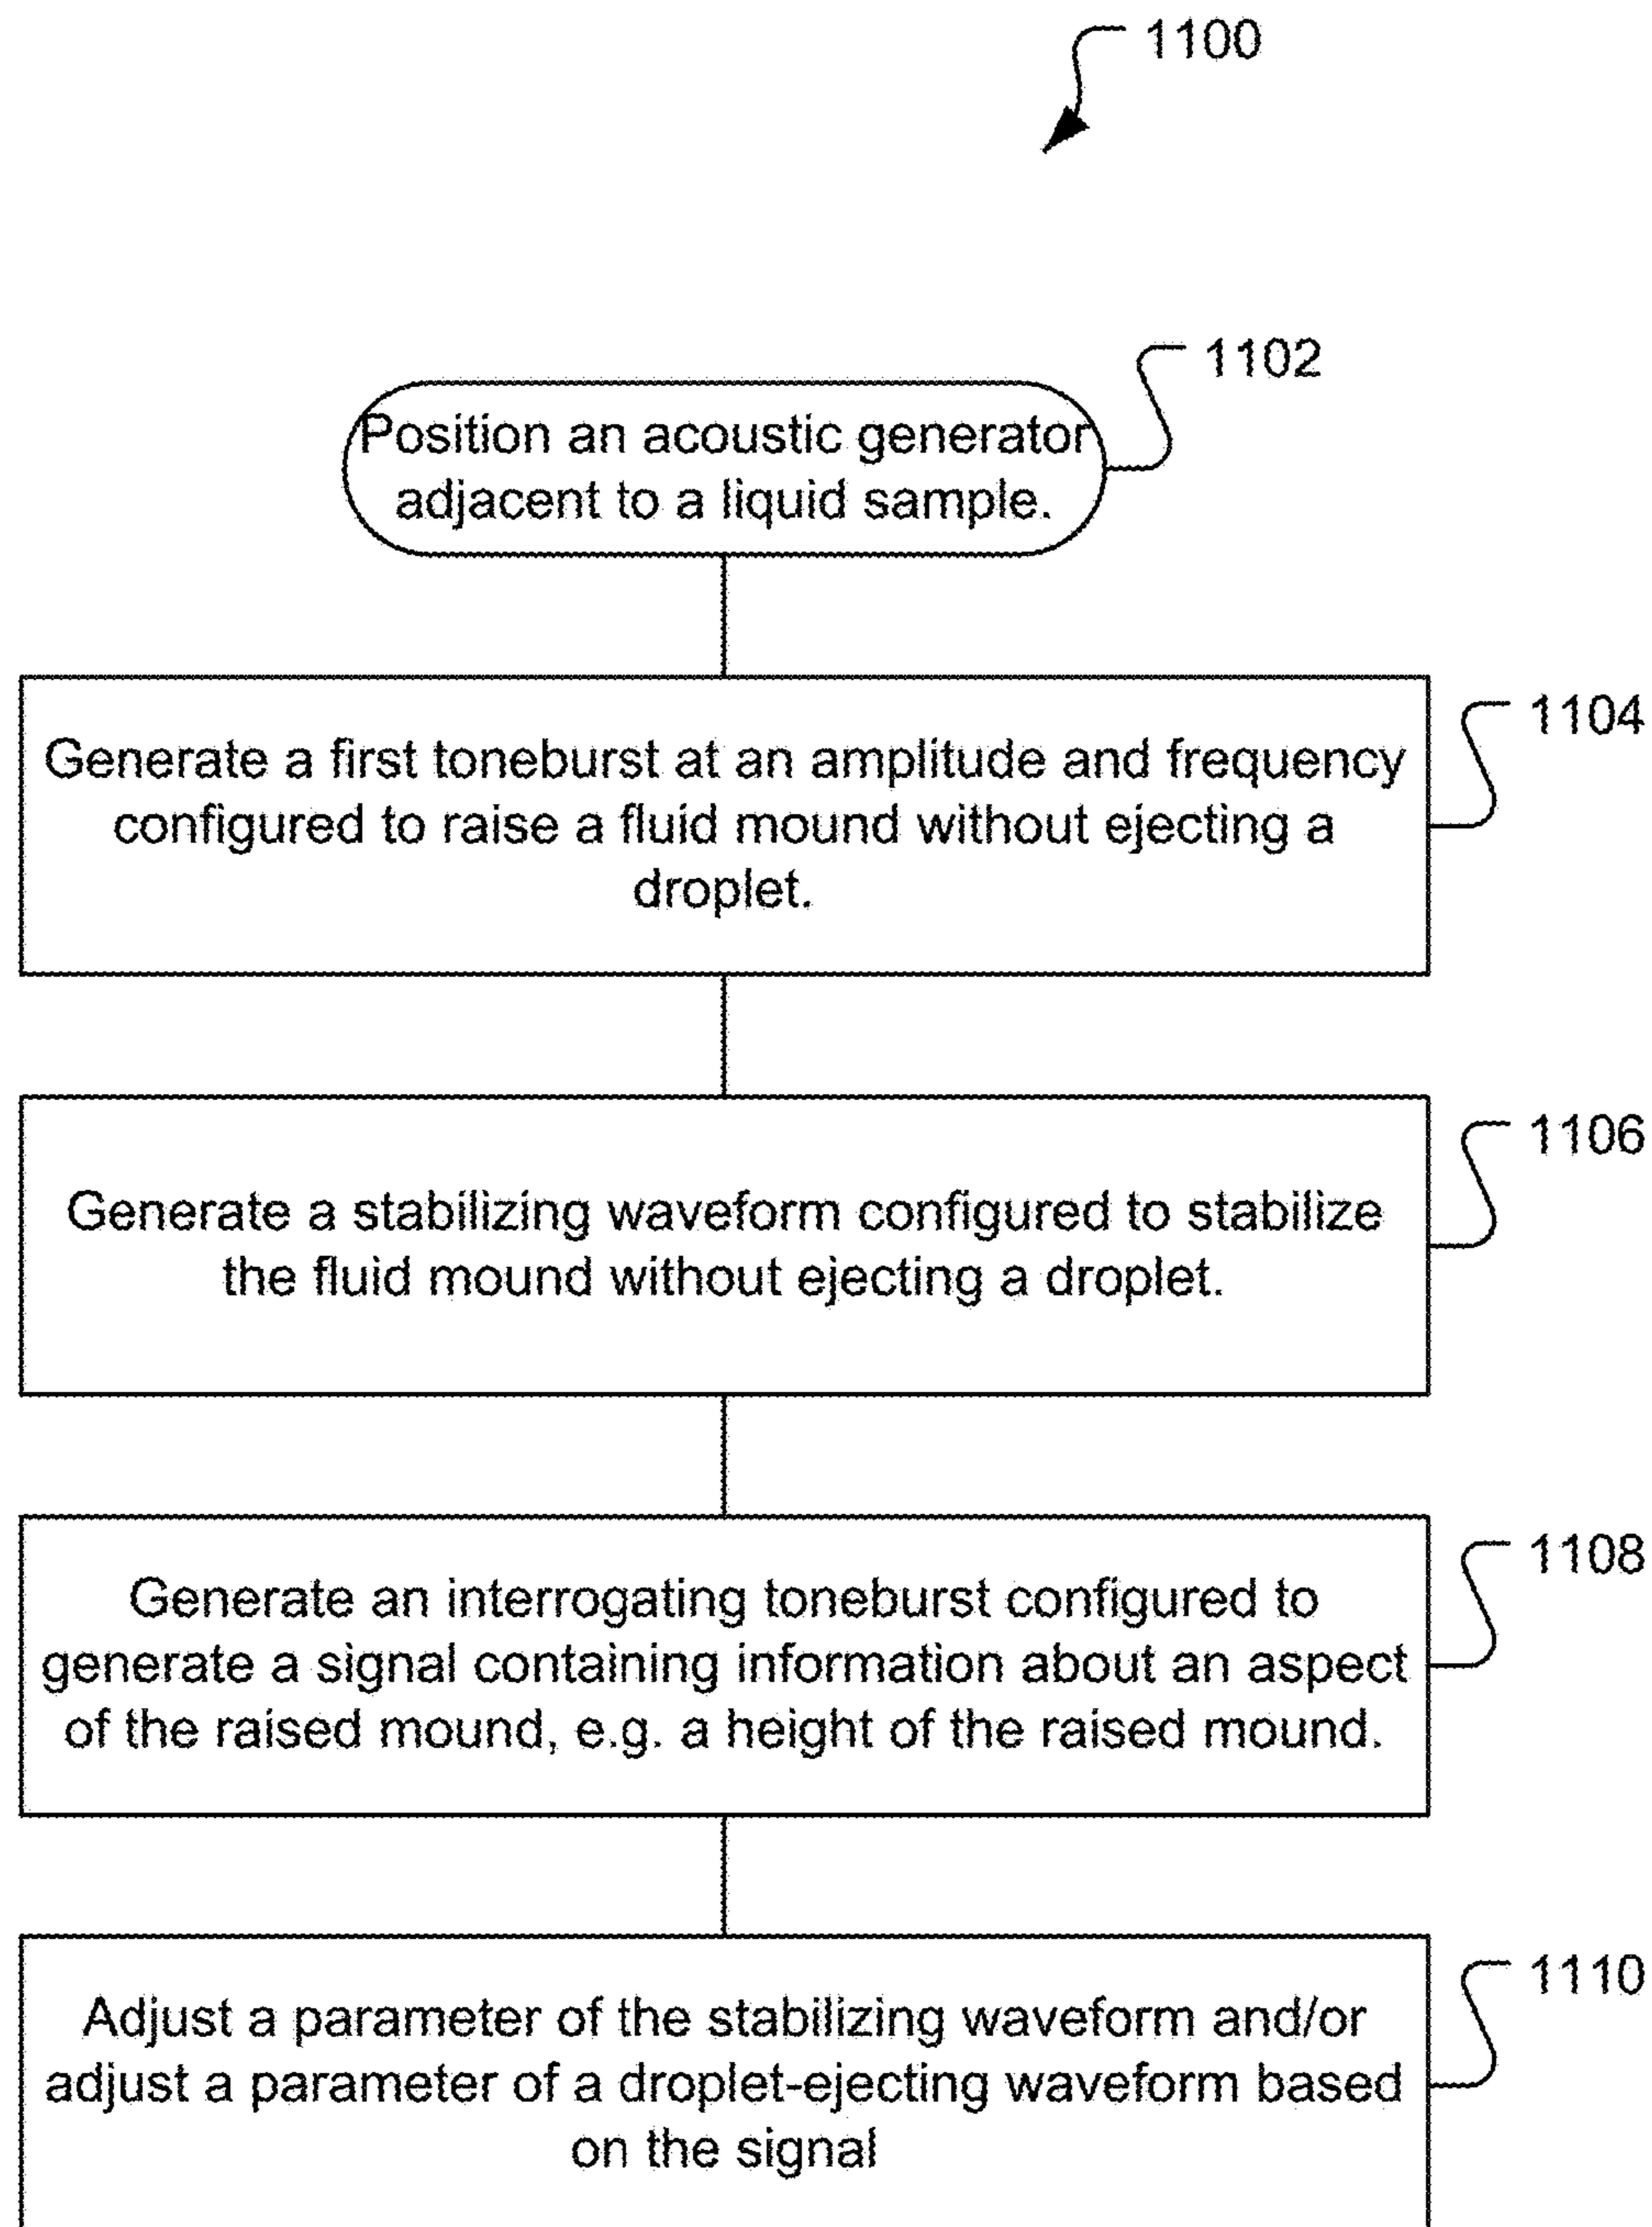 1100
1102
Position an acoustic generator
adjacent to a liquid sample.
1104
Generate a first toneburst at an amplitude and frequency
configured to raise a fluid mound without ejecting a
droplet.
1106
Generate a stabilizing waveform configured to stabilize
the fluid mound without ejecting a droplet.
1108
Generate an interrogating toneburst configured to
generate a signal containing information about an aspect
of the raised mound, e.g. a height of the raised mound.
1110
Adjust a parameter of the stabilizing waveform and/or
adjust a parameter of a droplet-ejecting waveform based
on the signal